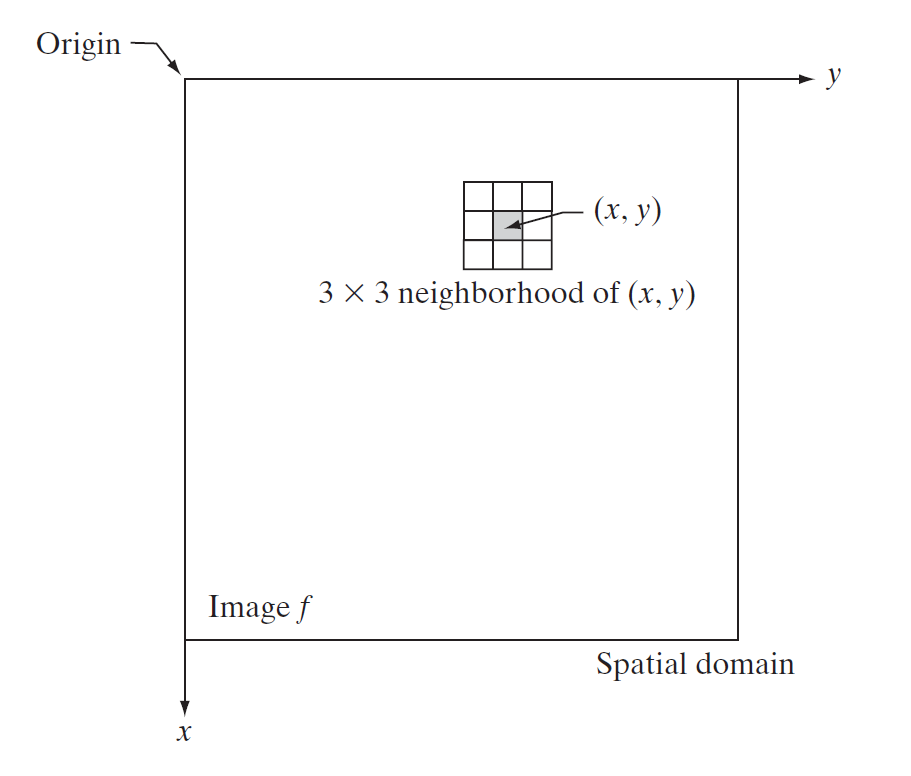 Origin
y
(x, y)
3 × 3 neighborhood of (x, y)
Image f
Spatial domain
x